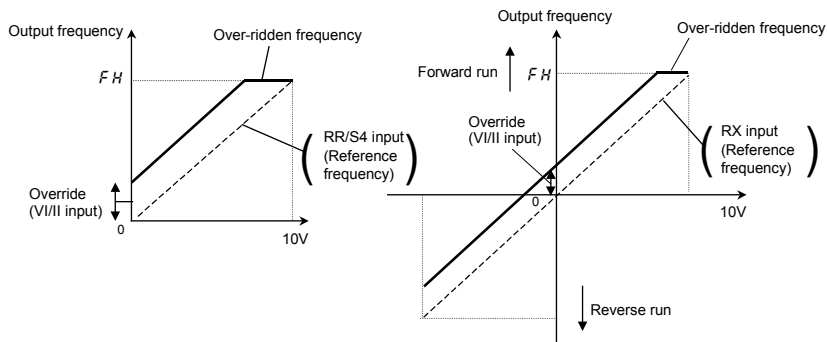 Output frequency
Over-ridden frequency
FH
RR/S4 input
(Reference
frequency)
Override
(VI/II input)
0
10V
Output frequency
Over-ridden frequency
Forward run
FH
Override
(VI/II input)
RX input
(Reference
frequency)
0
10V
Reverse run